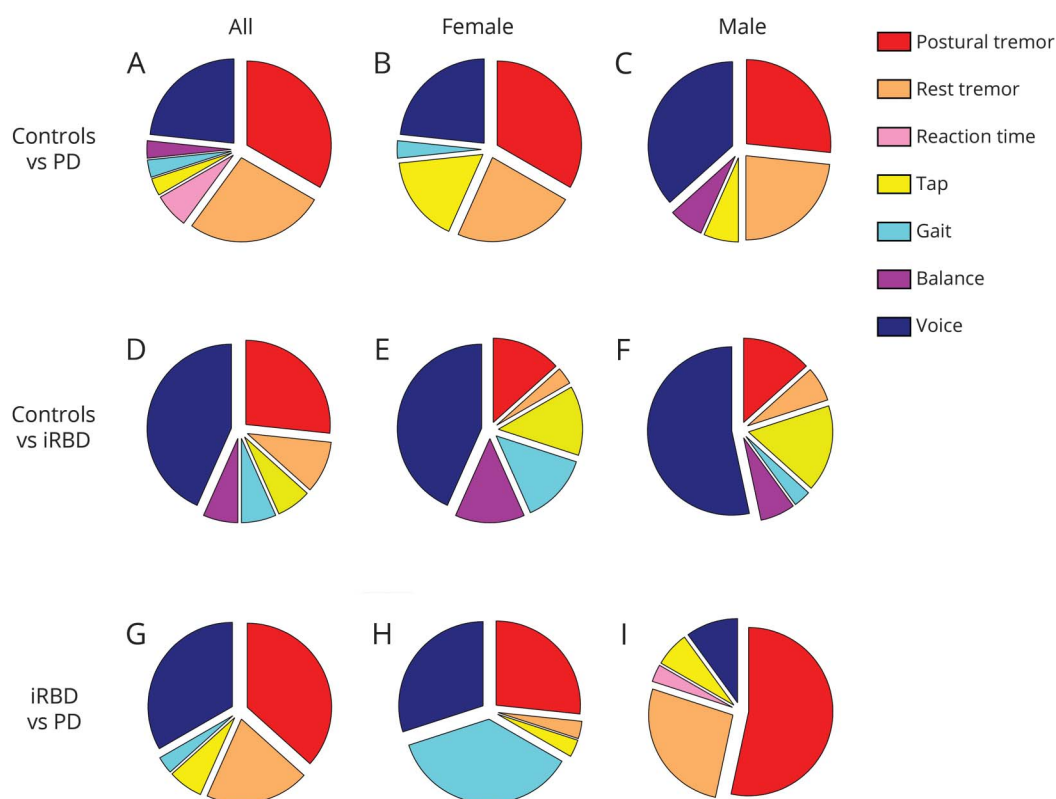 All
Female
Male
Postural tremor
Rest tremor
Reaction time
Tap
Gait
Balance
Voice
Controls
vs PD
A
B
C
Controls
vs iRBD
D
E
F
iRBD
vs PD
G
H
I